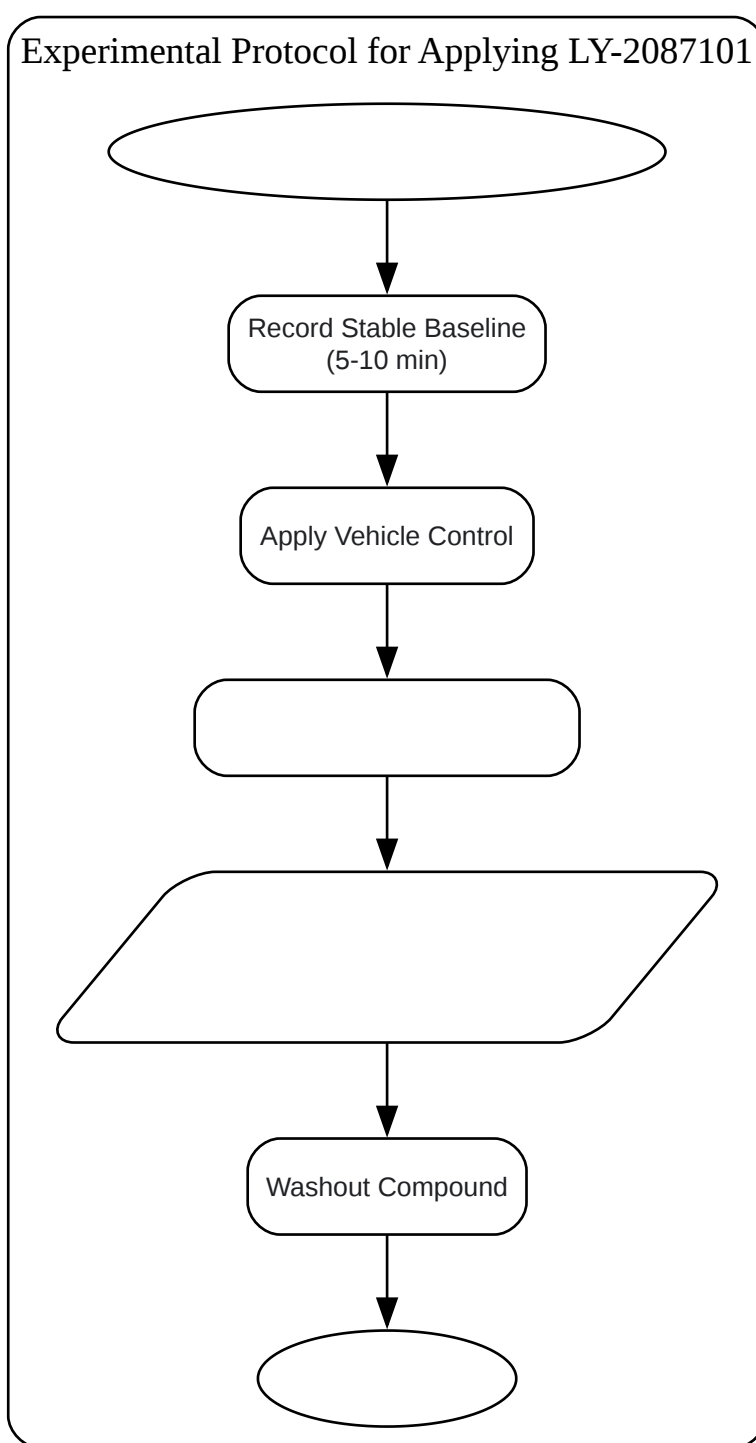 Experimental Protocol for Applying LY-2087101
Record Stable Baseline
(5-10 min)
Apply Vehicle Control
Washout Compound